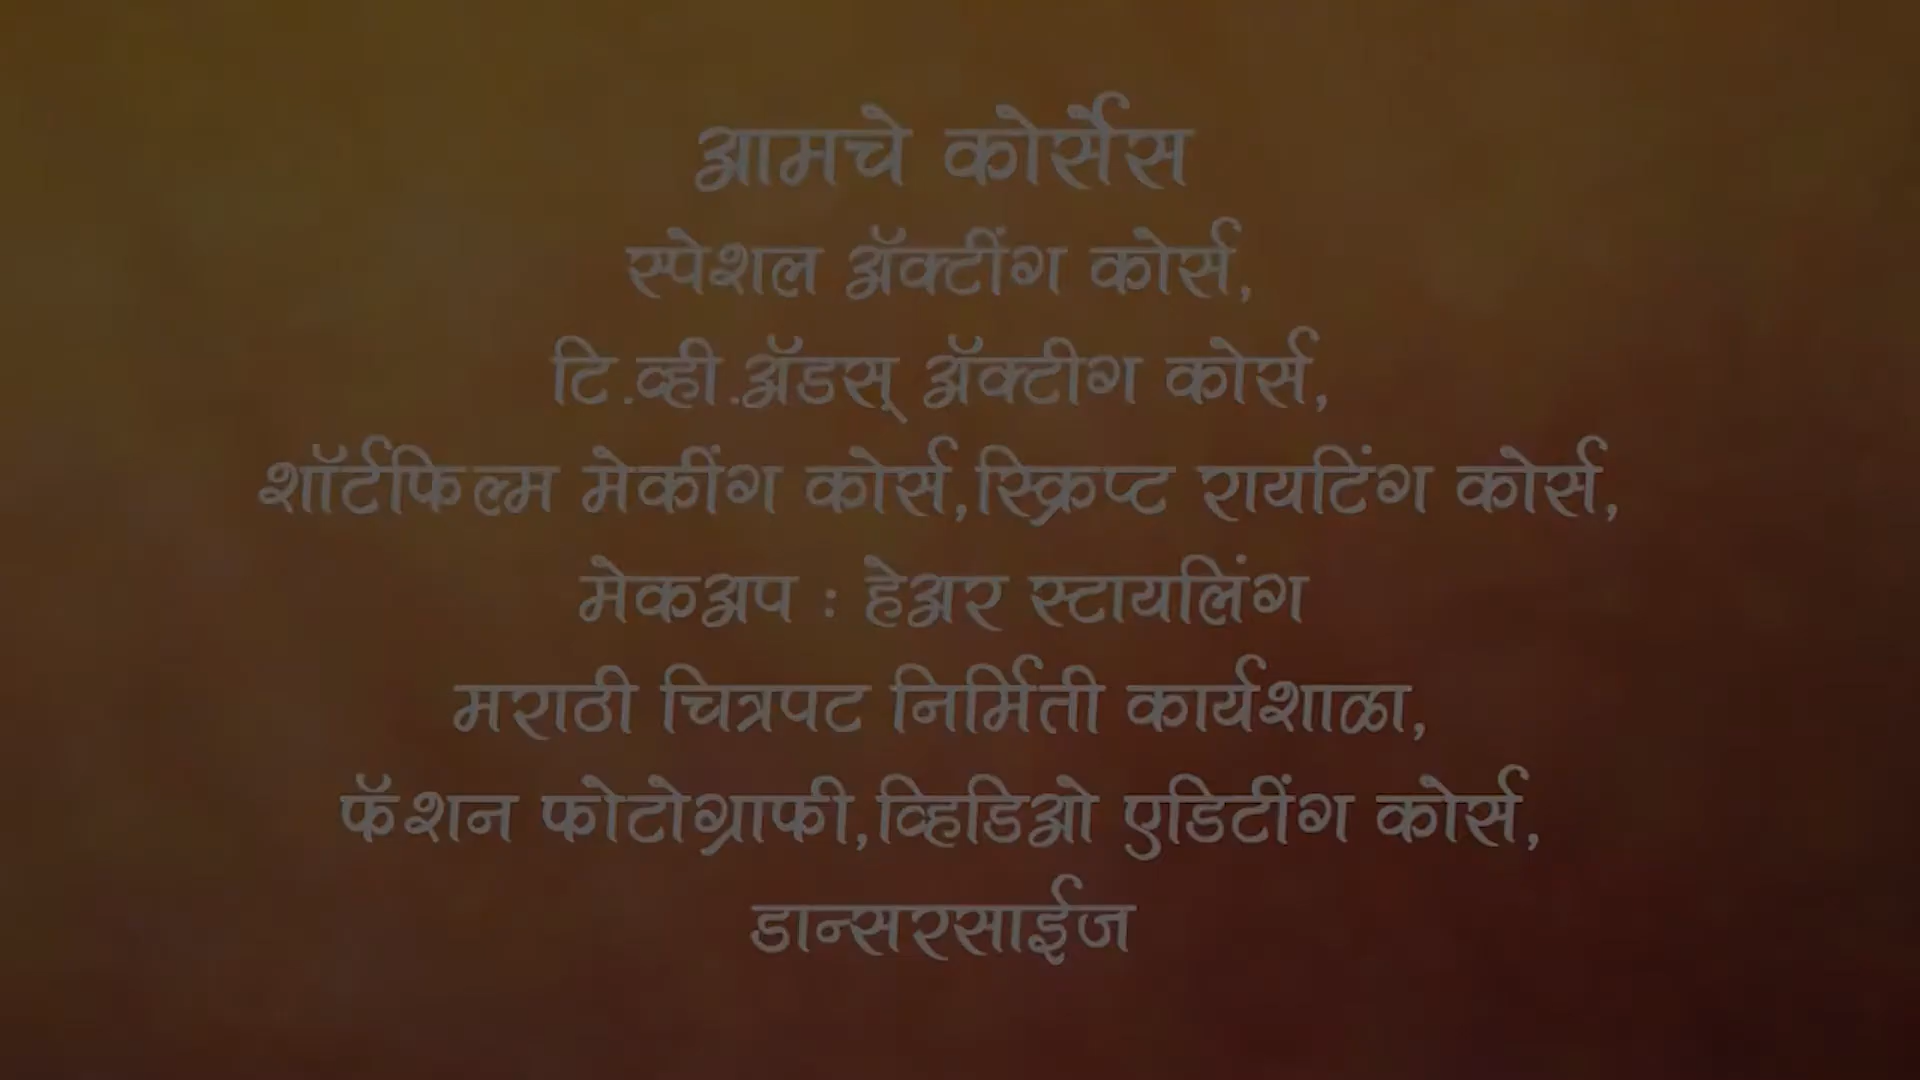 आमचे कोर्सेस
स्पेशल ॲक्टींग कोर्स,
टि.व्ही.ॲडस् ॲक्टीग कोर्स,
शॉर्टफिल्म मेकींग कोर्स,स्क्रिप्ट रायटिंग कोर्स,
मेकअप : हेअर स्टायलिंग
मराठी चित्रपट निर्मिती कार्यशाळा,
फॅशन फोटोग्राफी,व्हिडिओ एडिटींग कोर्स,
डान्सरसाईज